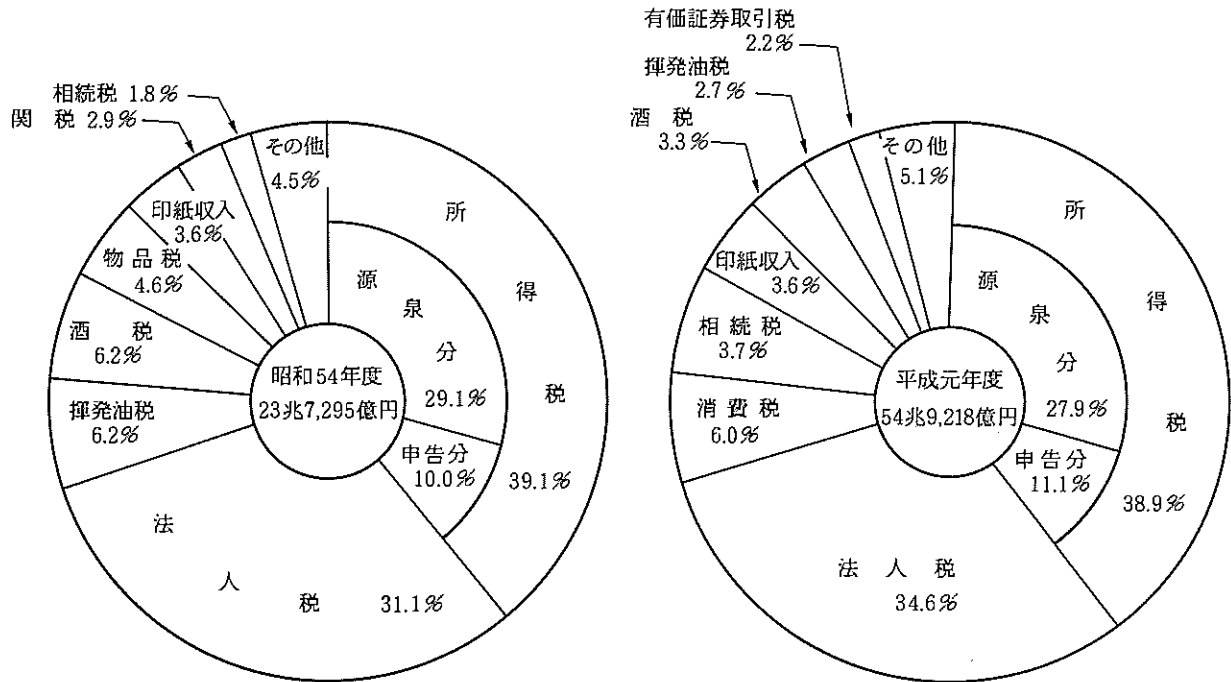 相続税 1.8%
関税 2.9%
その他
4.5%
印紙収入
3.6%
物品税
4.6%
酒税
6.2%
揮発油税
6.2%
法人税
31.1%
所得税
39.1%
源泉分
29.1%
申告分
10.0%
昭和54年度
23兆7,295億円
有価証券取引税
2.2%
揮発油税
2.7%
酒税
3.3%
その他
5.1%
印紙収入
3.6%
相続税
3.7%
消費税
6.0%
法人税
34.6%
所得税
38.9%
源泉分
27.9%
申告分
11.1%
平成元年度
54兆9,218億円